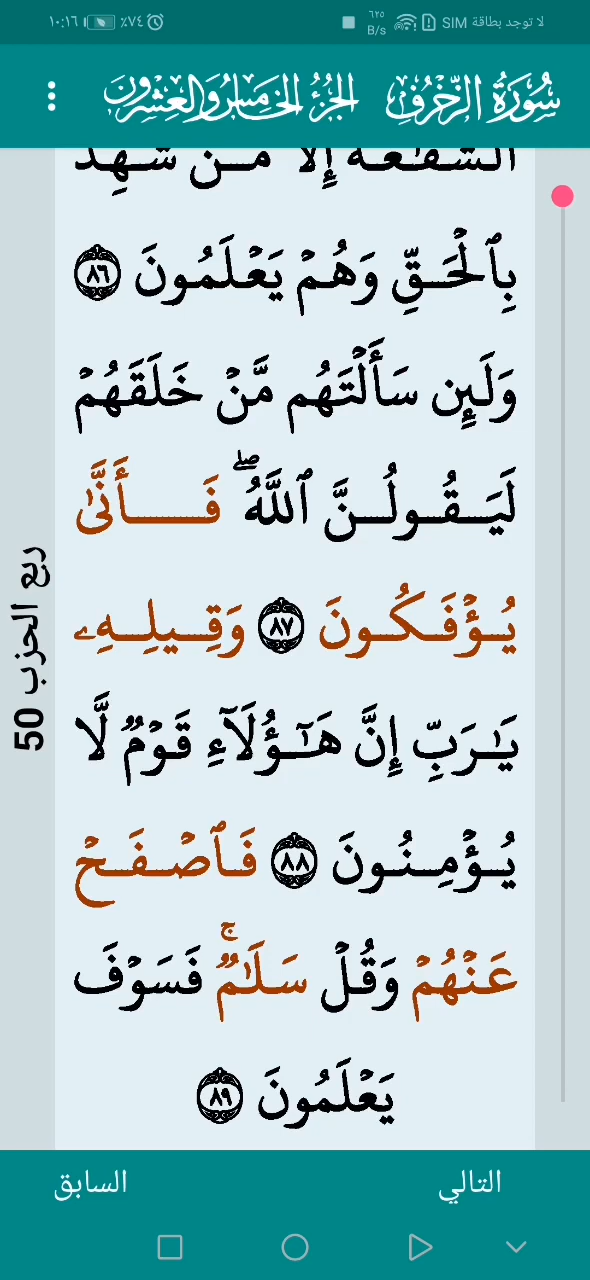 لا توجد بطاقة SIM ٦٢٥ B/s ٪٧٤ ١٠:١٦
سُورَةُ الزُّخْرُفِ الجُزْءُ الخَامِسُ وَالعِشْرُونَ
ٱلشَّفَٰعَةَ إِلَّا مَن شَهِدَ
بِٱلْحَقِّ وَهُمْ يَعْلَمُونَ ٨٦
وَلَئِن سَأَلْتَهُم مَّنْ خَلَقَهُمْ
لَيَقُولُنَّ ٱللَّهُ ۖ فَأَنَّىٰ
يُؤْفَكُونَ ٨٧ وَقِيلِهِۦ
يَٰرَبِّ إِنَّ هَٰٓؤُلَآءِ قَوْمٌ لَّا
يُؤْمِنُونَ ٨٨ فَٱصْفَحْ
عَنْهُمْ وَقُلْ سَلَٰمٌ ۚ فَسَوْفَ
يَعْلَمُونَ ٨٩
ربع الحزب 50
التالي السابق